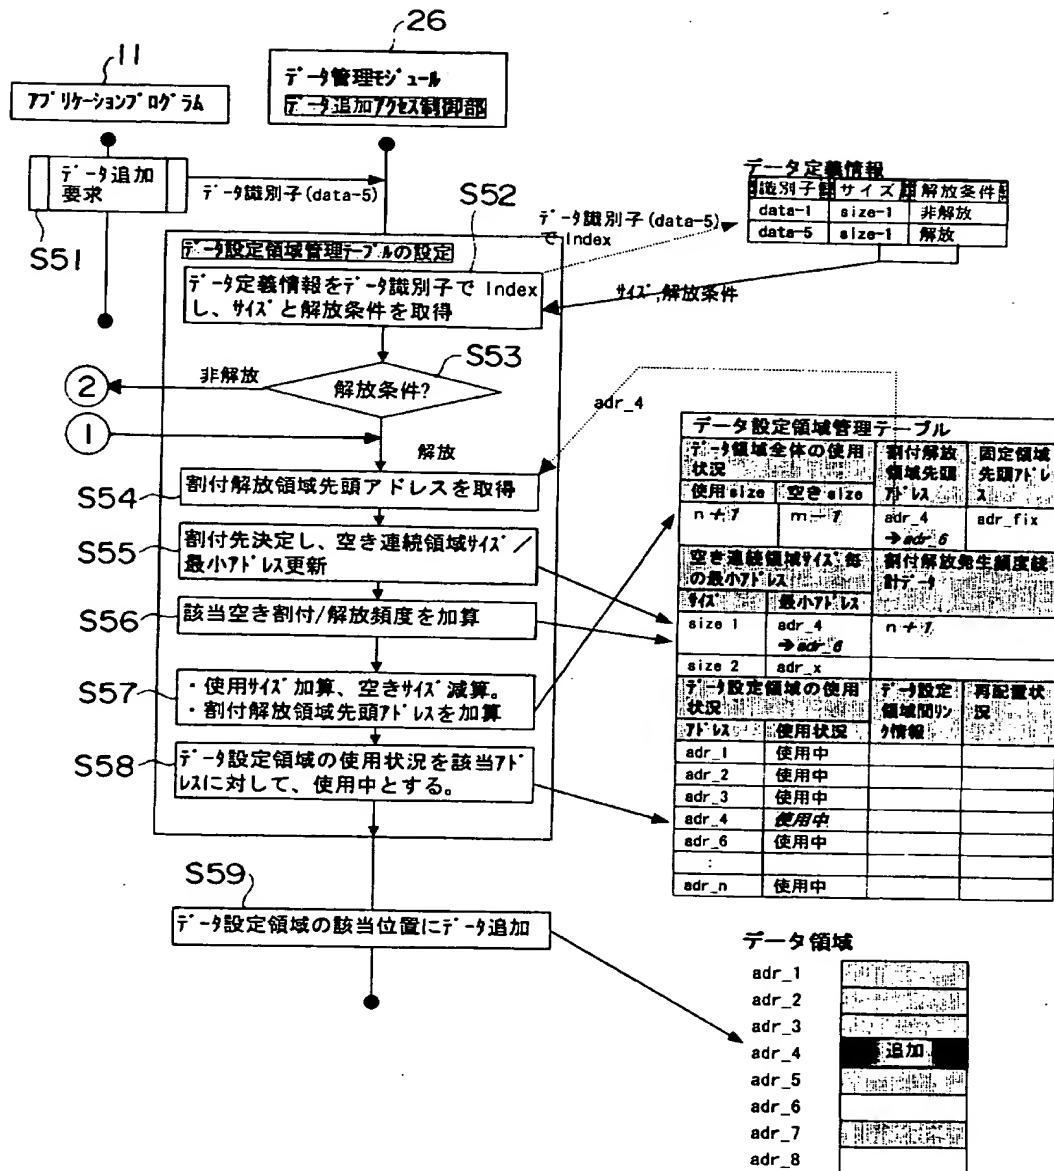 11
アプリケーションプログラム
26
データ管理モジュール
データ追加アクセス制御部
データ追加
要求
S51
データ識別子(data-5)
S52
データ識別子(data-5)
で Index
データ定義情報
識別子
サイズ
解放条件
data-1
size-1
非解放
data-5
size-1
解放
サイズ,解放条件
データ設定領域管理テーブルの設定
データ定義情報をデータ識別子で Index
し、サイズと解放条件を取得
S53
解放条件?
非解放
②
①
解放
adr_4
S54
割付解放領域先頭アドレスを取得
S55
割付先決定し、空き連続領域サイズ/
最小アドレス更新
S56
該当空き割付/解放頻度を加算
S57
・使用サイズ加算、空きサイズ減算。
・割付解放領域先頭アドレスを加算
S58
データ設定領域の使用状況を該当アド
レスに対して、使用中とする。
S59
データ設定領域の該当位置にデータ追加
データ設定領域管理テーブル
データ領域全体の使用
状況
割付解放
領域先頭
アドレス
固定領域
先頭アドレ
ス
使用size
空きsize
n+1
m-1
adr_4
→adr_6
adr_fix
空き連続領域サイズ毎
の最小アドレス
割付解放発生頻度統
計データ
サイズ
最小アドレス
size 1
adr_4
→adr_6
n+1
size 2
adr_x
データ設定領域の使用
状況
データ設定
領域間リン
ク情報
再配置状
況
アドレス
使用状況
adr_1
使用中
adr_2
使用中
adr_3
使用中
adr_4
使用中
adr_6
使用中
:
adr_n
使用中
データ領域
adr_1
adr_2
adr_3
adr_4
追加
adr_5
adr_6
adr_7
adr_8